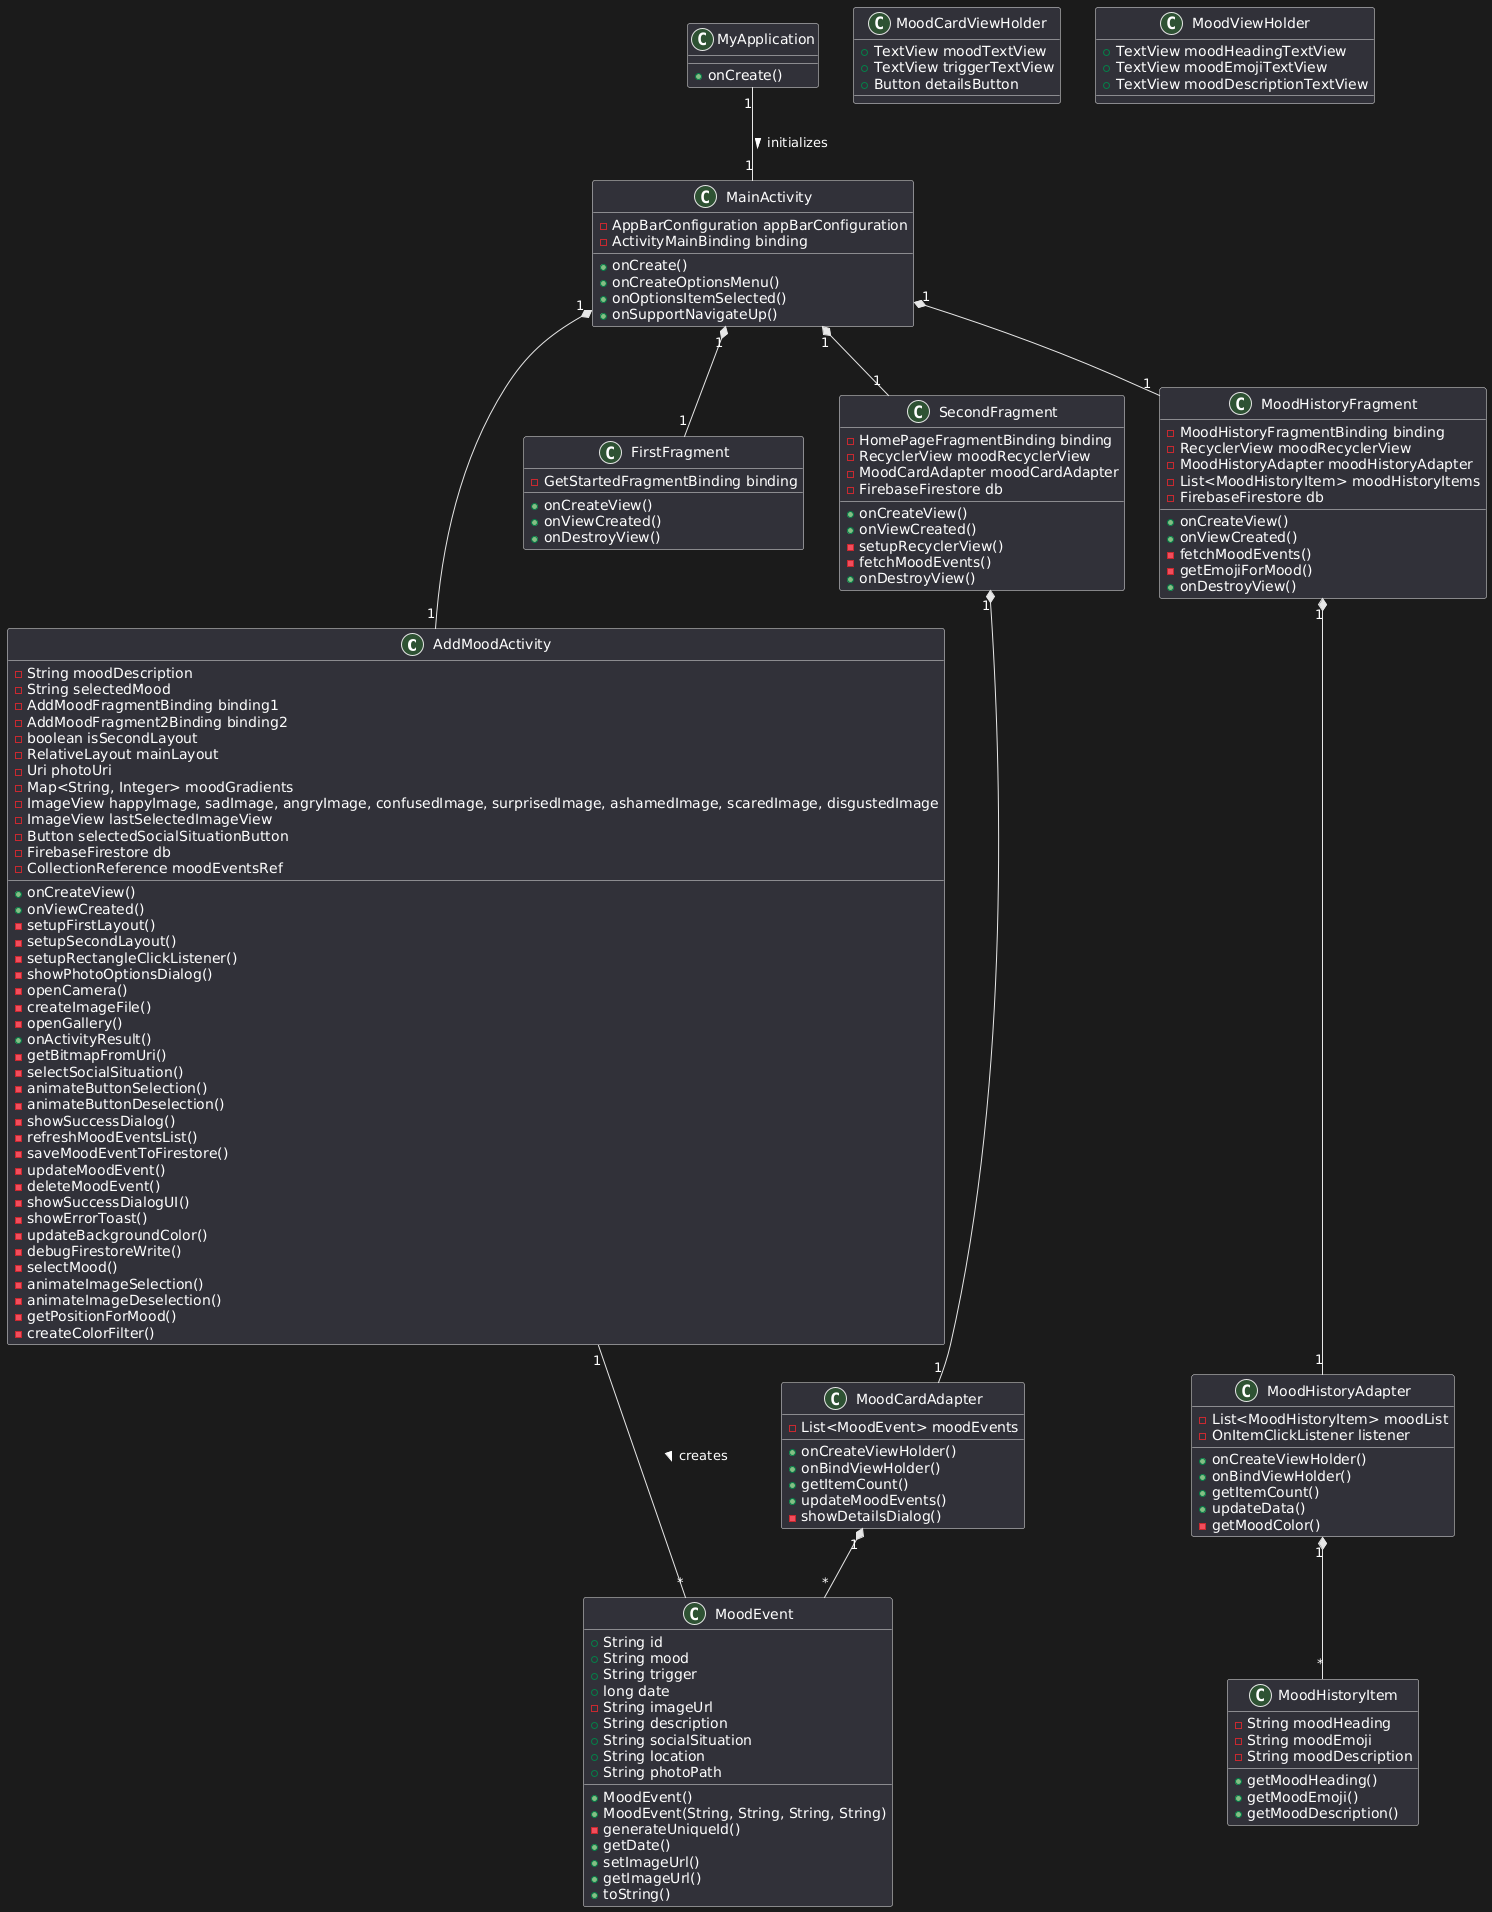 C MyApplication
onCreate()
C MoodCardViewHolder
TextView moodTextView
TextView triggerTextView
Button detailsButton
C MoodViewHolder
TextView moodHeadingTextView
TextView moodEmojiTextView
TextView moodDescriptionTextView
1
initializes
1
C MainActivity
AppBarConfiguration appBarConfiguration
ActivityMainBinding binding
onCreate()
onCreateOptionsMenu()
onOptionsItemSelected()
onSupportNavigateUp()
1
1
1
1
1
1
1
C FirstFragment
GetStartedFragmentBinding binding
onCreateView()
onViewCreated()
onDestroyView()
C SecondFragment
HomePageFragmentBinding binding
RecyclerView moodRecyclerView
MoodCardAdapter moodCardAdapter
FirebaseFirestore db
onCreateView()
onViewCreated()
setupRecyclerView()
fetchMoodEvents()
onDestroyView()
C MoodHistoryFragment
MoodHistoryFragmentBinding binding
RecyclerView moodRecyclerView
MoodHistoryAdapter moodHistoryAdapter
List<MoodHistoryItem> moodHistoryItems
FirebaseFirestore db
onCreateView()
onViewCreated()
fetchMoodEvents()
getEmojiForMood()
onDestroyView()
1
1
1
C AddMoodActivity
String moodDescription
String selectedMood
AddMoodFragmentBinding binding1
AddMoodFragment2Binding binding2
boolean isSecondLayout
RelativeLayout mainLayout
Uri photoUri
Map<String, Integer> moodGradients
ImageView happyImage, sadImage, angryImage, confusedImage, surprisedImage, ashamedImage, scaredImage, disgustedImage
ImageView lastSelectedImageView
Button selectedSocialSituationButton
FirebaseFirestore db
CollectionReference moodEventsRef
onCreateView()
onViewCreated()
setupFirstLayout()
setupSecondLayout()
setupRectangleClickListener()
showPhotoOptionsDialog()
openCamera()
createImageFile()
openGallery()
onActivityResult()
getBitmapFromUri()
selectSocialSituation()
animateButtonSelection()
animateButtonDeselection()
showSuccessDialog()
refreshMoodEventsList()
saveMoodEventToFirestore()
updateMoodEvent()
deleteMoodEvent()
showSuccessDialogUI()
showErrorToast()
updateBackgroundColor()
debugFirestoreWrite()
selectMood()
animateImageSelection()
animateImageDeselection()
getPositionForMood()
createColorFilter()
1
1
1
creates
C MoodCardAdapter
List<MoodEvent> moodEvents
onCreateViewHolder()
onBindViewHolder()
getItemCount()
updateMoodEvents()
showDetailsDialog()
C MoodHistoryAdapter
List<MoodHistoryItem> moodList
OnItemClickListener listener
onCreateViewHolder()
onBindViewHolder()
getItemCount()
updateData()
getMoodColor()
1
1
*
*
*
C MoodEvent
String id
String mood
String trigger
long date
String imageUrl
String description
String socialSituation
String location
String photoPath
MoodEvent()
MoodEvent(String, String, String, String)
generateUniqueId()
getDate()
setImageUrl()
getImageUrl()
toString()
C MoodHistoryItem
String moodHeading
String moodEmoji
String moodDescription
getMoodHeading()
getMoodEmoji()
getMoodDescription()